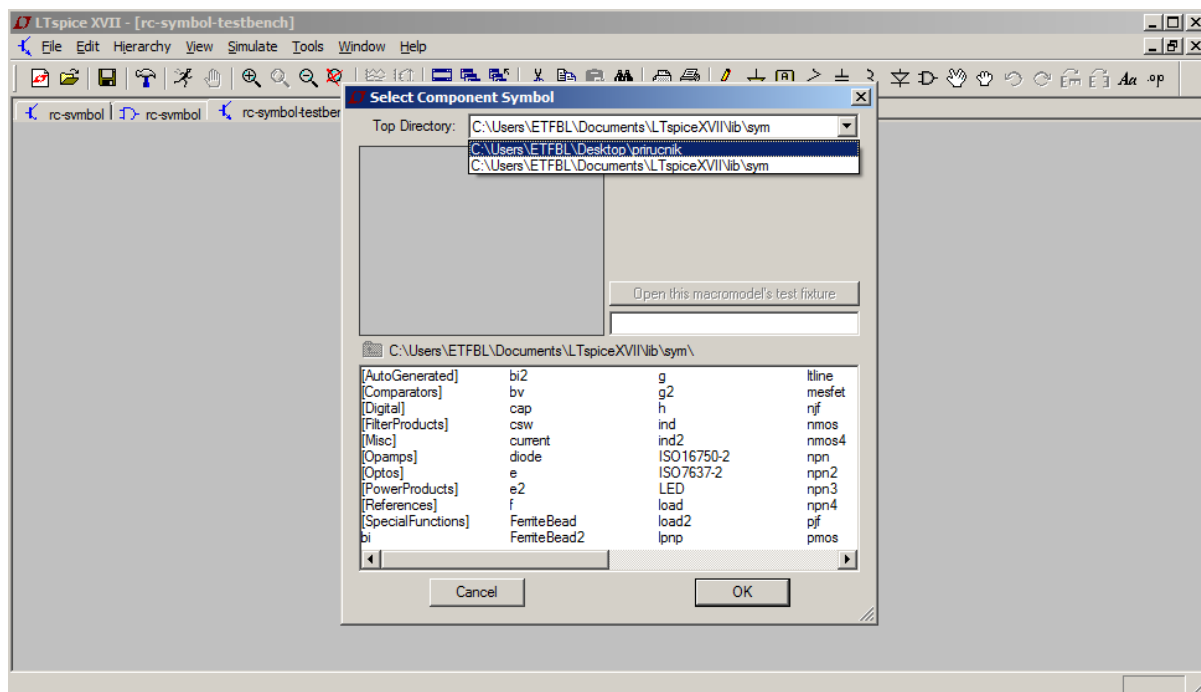 LTspice XVII - [rc-symbol-testbench]
File Edit Hierarchy View Simulate Tools Window Help
Aa .op
rc-symbol rc-symbol rc-symbol-testben
Select Component Symbol
Top Directory: C:\Users\ETFBL\Documents\LTspiceXVII\lib\sym
C:\Users\ETFBL\Desktop\prirucnik
C:\Users\ETFBL\Documents\LTspiceXVII\lib\sym
Open this macromodel's test fixture
C:\Users\ETFBL\Documents\LTspiceXVII\lib\sym\
[AutoGenerated] bi2 g ltline
[Comparators] bv g2 mesfet
[Digital] cap h njf
[FilterProducts] csw ind nmos
[Misc] current ind2 nmos4
[Opamps] diode ISO16750-2 npn
[Optos] e ISO7637-2 npn2
[PowerProducts] e2 LED npn3
[References] f load npn4
[SpecialFunctions] FerriteBead load2 pjf
bi FerriteBead2 lpnp pmos
Cancel OK